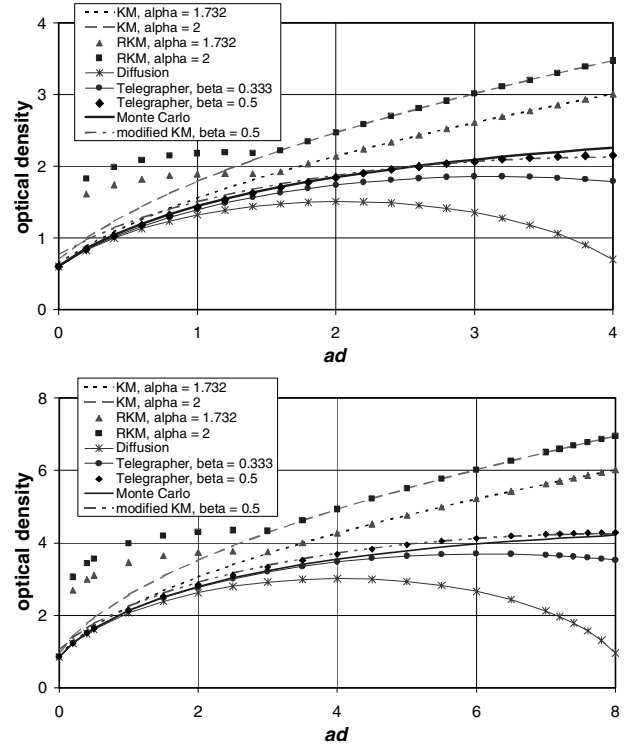 KM, alpha = 1.732
KM, alpha = 2
RKM, alpha = 1.732
RKM, alpha = 2
Diffusion
Telegrapher, beta = 0.333
Telegrapher, beta = 0.5
Monte Carlo
modified KM, beta = 0.5
optical density
4
3
2
1
0
0 1 2 3 4
ad
KM, alpha = 1.732
KM, alpha = 2
RKM, alpha = 1.732
RKM, alpha = 2
Diffusion
Telegrapher, beta = 0.333
Telegrapher, beta = 0.5
Monte Carlo
modified KM, beta = 0.5
optical density
8
6
4
2
0
0 2 4 6 8
ad